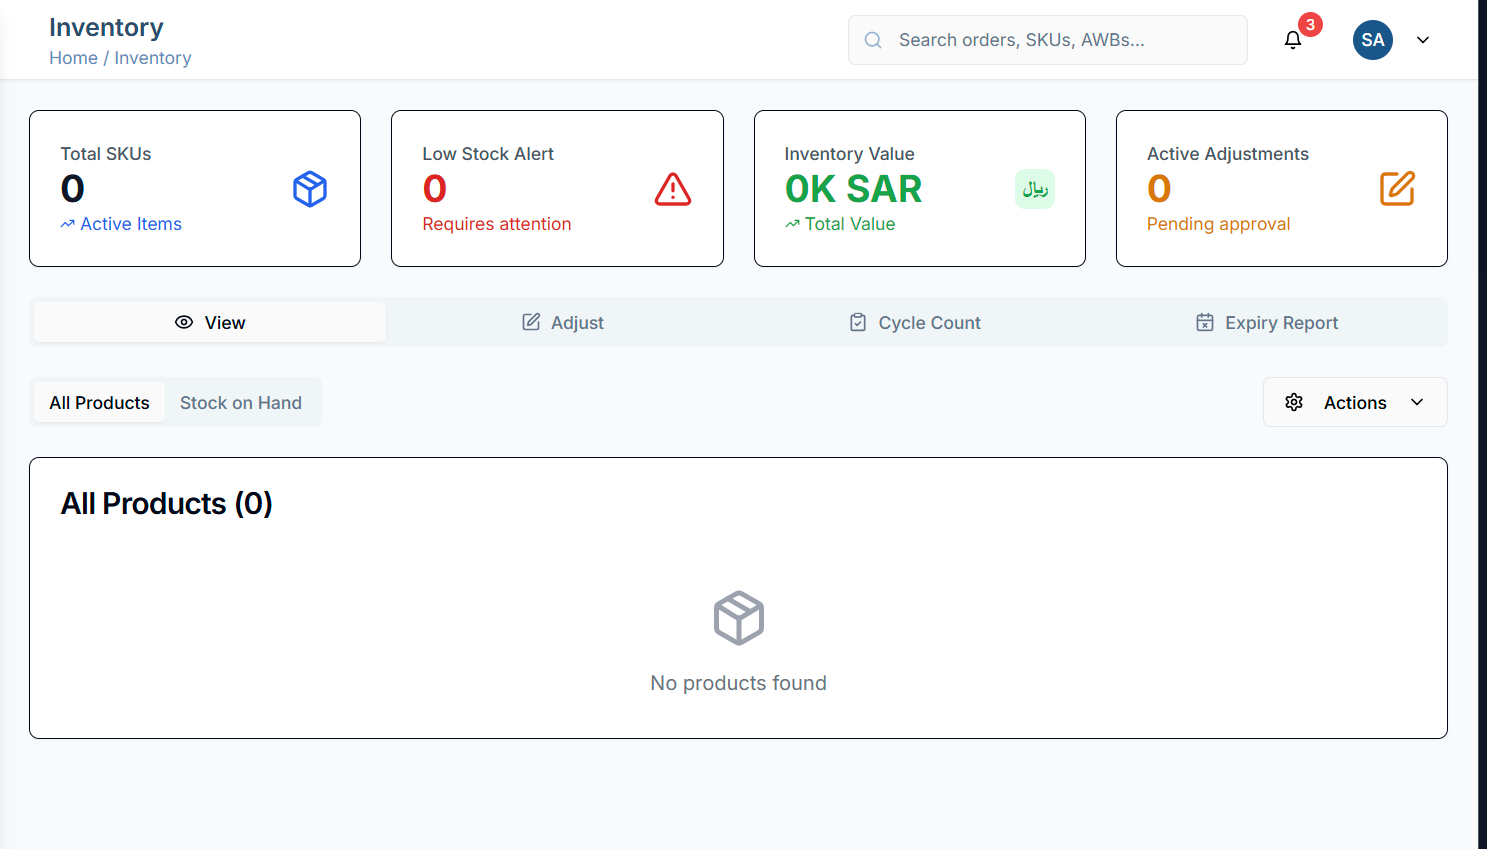 Inventory
Home / Inventory
Search orders, SKUs, AWBs...
3
SA
Total SKUs
0
Active Items
Low Stock Alert
0
Requires attention
Inventory Value
0K SAR
Total Value
ريال
Active Adjustments
0
Pending approval
View
Adjust
Cycle Count
Expiry Report
All Products
Stock on Hand
Actions
All Products (0)
No products found